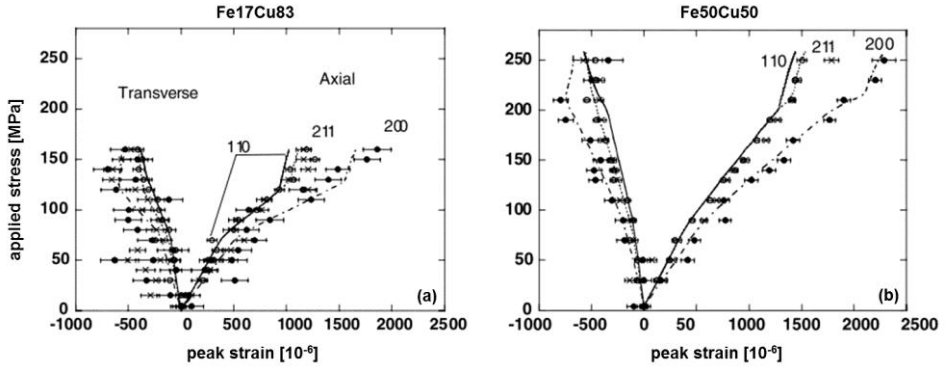 Fe17Cu83
Fe50Cu50
applied stress [MPa]
250
200
150
100
50
0
Transverse
Axial
110
211
200
(a)
-1000 -500 0 500 1000 1500 2000 2500
peak strain [10⁻⁶]
250
200
150
100
50
0
110
211
200
(b)
-1000 -500 0 500 1000 1500 2000 2500
peak strain [10⁻⁶]